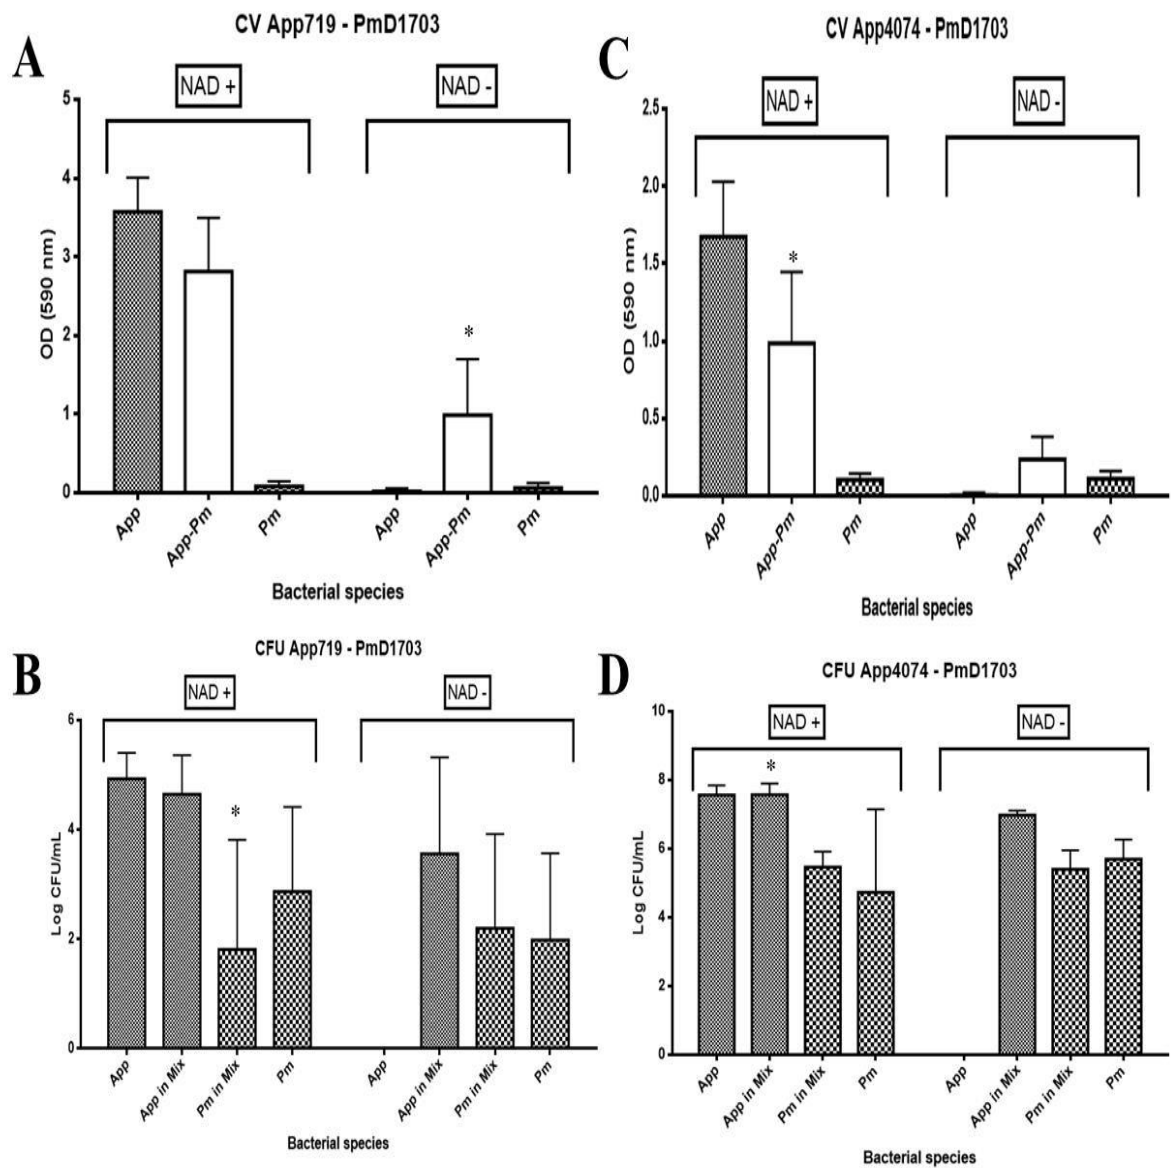 A
CV App719 - PmD1703
NAD +
NAD -
5
4
3
2
1
0
OD (590 nm)
App
App-Pm
Pm
App
App-Pm
Pm
*
Bacterial species
C
CV App4074 - PmD1703
NAD +
NAD -
2.5
2.0
1.5
1.0
0.5
0.0
OD (590 nm)
*
App
App-Pm
Pm
App
App-Pm
Pm
Bacterial species
B
CFU App719 - PmD1703
NAD +
NAD -
6
4
2
0
Log CFU/mL
*
App
App in Mix
Pm in Mix
Pm
App
App in Mix
Pm in Mix
Pm
Bacterial species
D
CFU App4074 - PmD1703
NAD +
NAD -
10
8
6
4
2
0
Log CFU/mL
*
App
App in Mix
Pm in Mix
Pm
App
App in Mix
Pm in Mix
Pm
Bacterial species